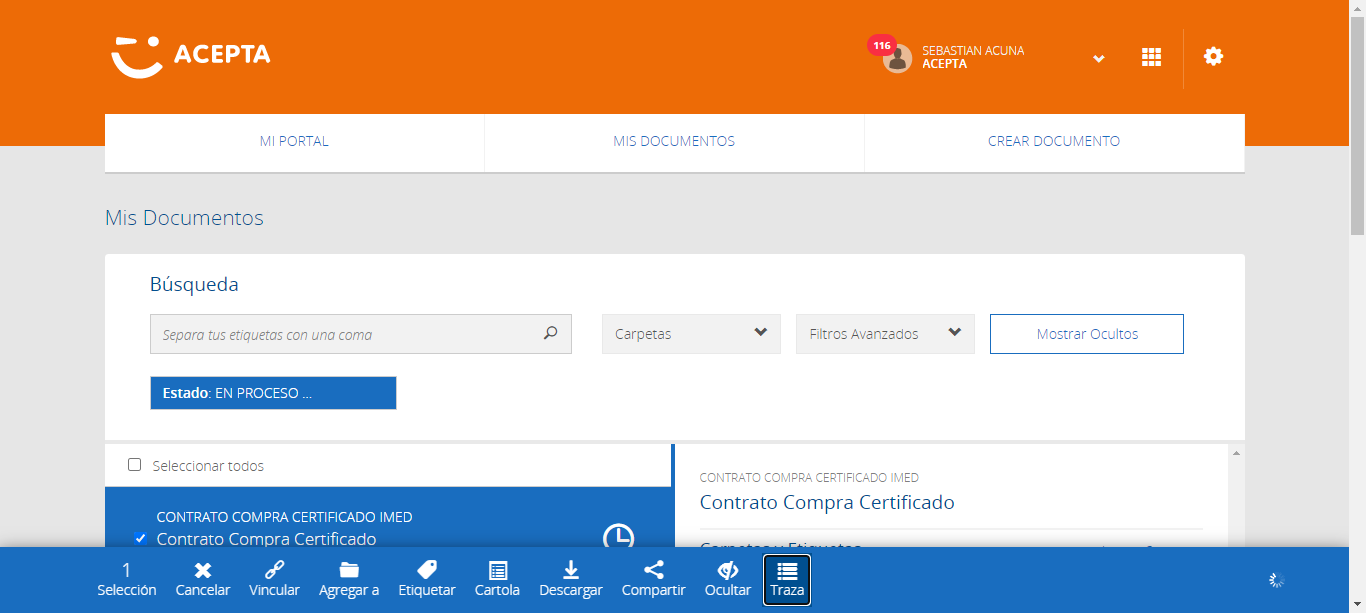 ACEPTA
116
SEBASTIAN ACUNA
ACEPTA
MI PORTAL
MIS DOCUMENTOS
CREAR DOCUMENTO
Mis Documentos
Búsqueda
Separa tus etiquetas con una coma
Carpetas
Filtros Avanzados
Mostrar Ocultos
Estado: EN PROCESO ...
Seleccionar todos
CONTRATO COMPRA CERTIFICADO IMED
Contrato Compra Certificado
CONTRATO COMPRA CERTIFICADO IMED
Contrato Compra Certificado
Carpetas y Etiquetas
1
Selección
Cancelar
Vincular
Agregar a
Etiquetar
Cartola
Descargar
Compartir
Ocultar
Traza